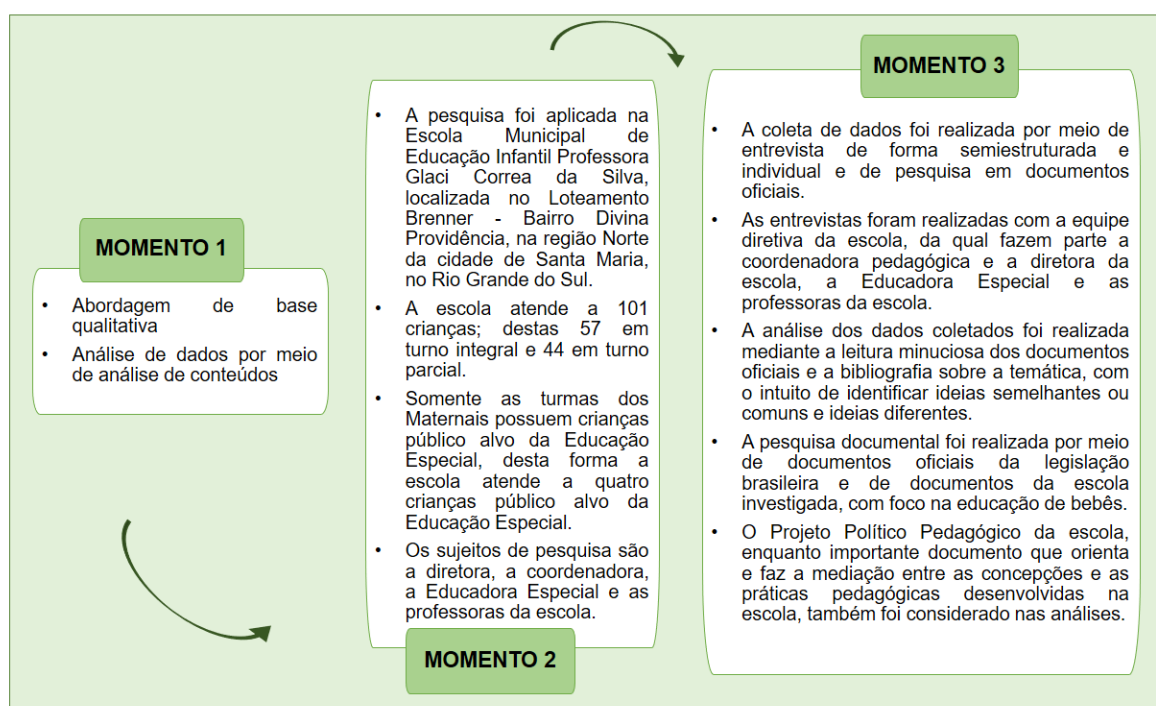 MOMENTO 1
• Abordagem de base
qualitativa
• Análise de dados por meio
de análise de conteúdos
• A pesquisa foi aplicada na
Escola Municipal de
Educação Infantil Professora
Glaci Correa da Silva,
localizada no Loteamento
Brenner - Bairro Divina
Providência, na região Norte
da cidade de Santa Maria,
no Rio Grande do Sul.
• A escola atende a 101
crianças; destas 57 em
turno integral e 44 em turno
parcial.
• Somente as turmas dos
Maternais possuem crianças
público alvo da Educação
Especial, desta forma a
escola atende a quatro
crianças público alvo da
Educação Especial.
• Os sujeitos de pesquisa são
a diretora, a coordenadora,
a Educadora Especial e as
professoras da escola.
MOMENTO 2
MOMENTO 3
• A coleta de dados foi realizada por meio de
entrevista de forma semiestruturada e
individual e de pesquisa em documentos
oficiais.
• As entrevistas foram realizadas com a equipe
diretiva da escola, da qual fazem parte a
coordenadora pedagógica e a diretora da
escola, a Educadora Especial e as
professoras da escola.
• A análise dos dados coletados foi realizada
mediante a leitura minuciosa dos documentos
oficiais e a bibliografia sobre a temática, com
o intuito de identificar ideias semelhantes ou
comuns e ideias diferentes.
• A pesquisa documental foi realizada por meio
de documentos oficiais da legislação
brasileira e de documentos da escola
investigada, com foco na educação de bebês.
• O Projeto Político Pedagógico da escola,
enquanto importante documento que orienta
e faz a mediação entre as concepções e as
práticas pedagógicas desenvolvidas na
escola, também foi considerado nas análises.